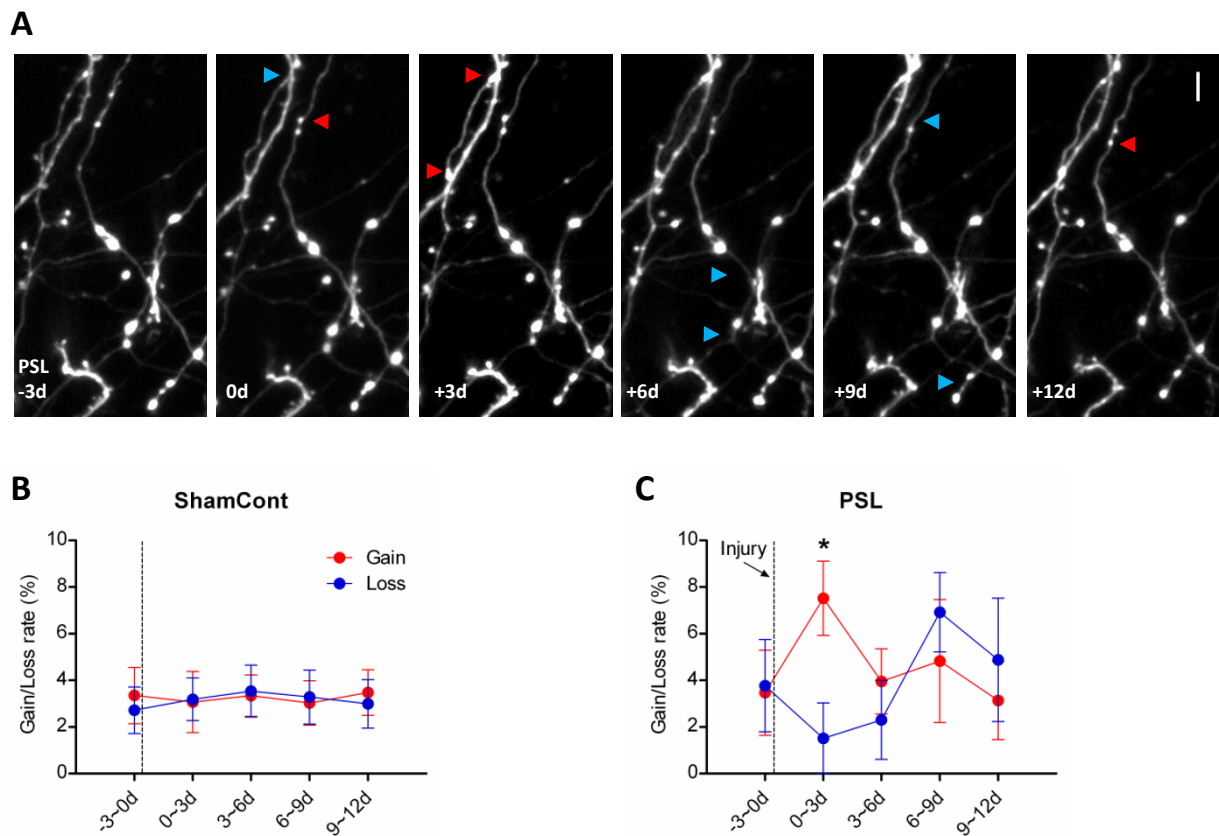 A
PSL
-3d
0d
+3d
+6d
+9d
+12d
B
ShamCont
Gain/Loss rate (%)
10
8
6
4
2
0
Gain
Loss
-3~0d
0~3d
3~6d
6~9d
9~12d
C
PSL
Gain/Loss rate (%)
10
8
6
4
2
0
Injury
*
-3~0d
0~3d
3~6d
6~9d
9~12d